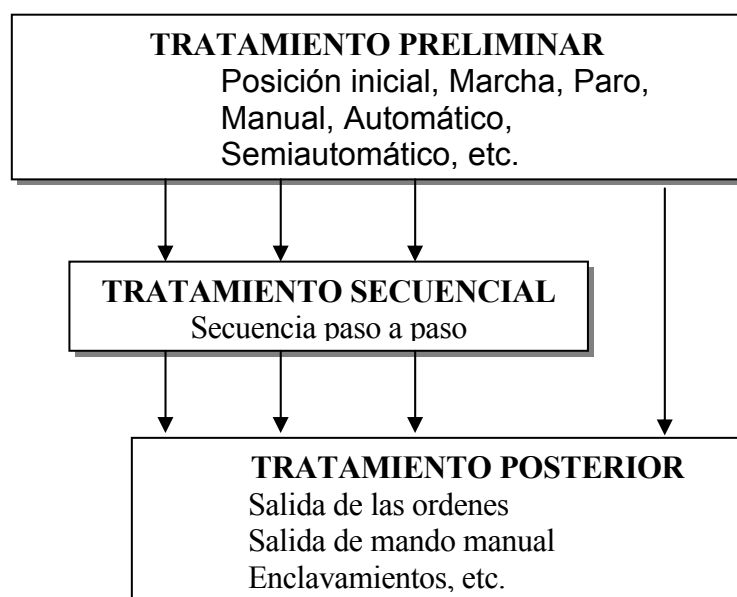 TRATAMIENTO PRELIMINAR
Posición inicial, Marcha, Paro,
Manual, Automático,
Semiautomático, etc.
TRATAMIENTO SECUENCIAL
Secuencia paso a paso
TRATAMIENTO POSTERIOR
Salida de las ordenes
Salida de mando manual
Enclavamientos, etc.